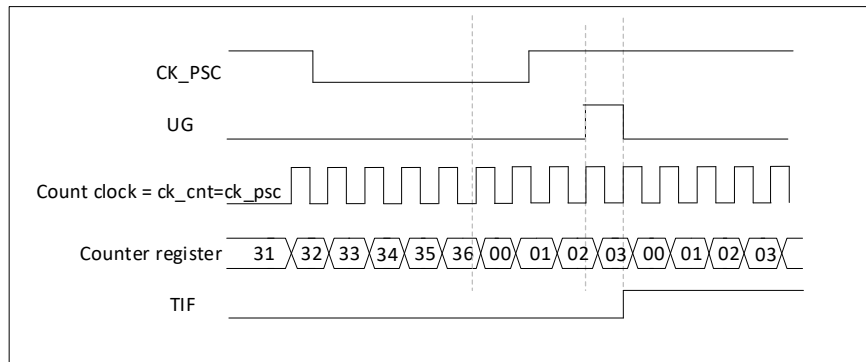 CK_PSC
UG
Count clock = ck_cnt=ck_psc
Counter register 31 32 33 34 35 36 00 01 02 03 00 01 02 03
TIF